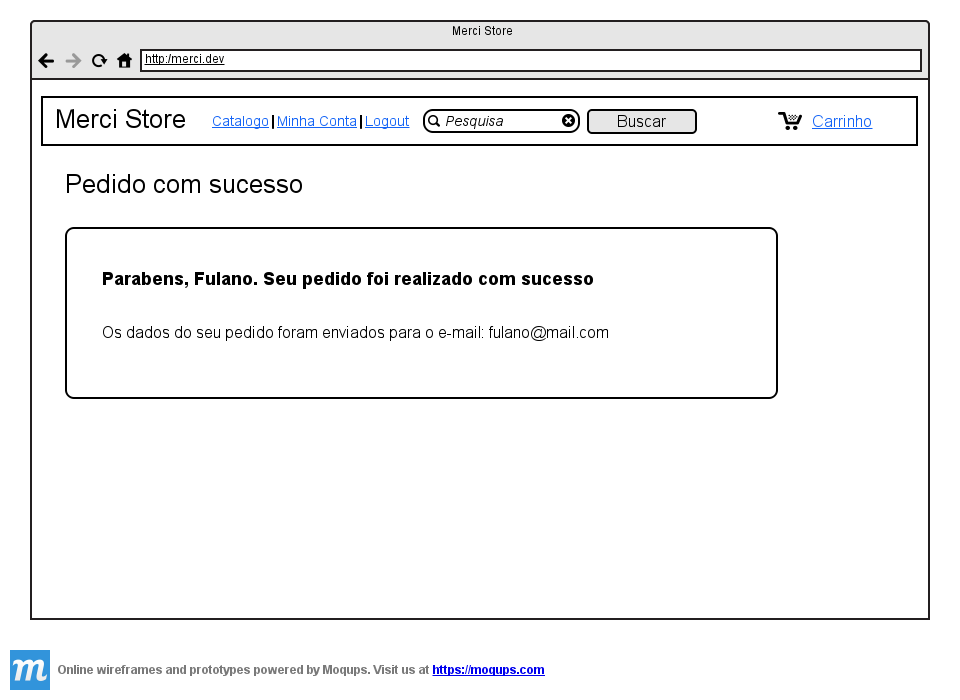 Merci Store
http:/merci.dev
Merci Store Catalogo | Minha Conta | Logout Pesquisa Buscar Carrinho
Pedido com sucesso
Parabens, Fulano. Seu pedido foi realizado com sucesso
Os dados do seu pedido foram enviados para o e-mail: fulano@mail.com
m Online wireframes and prototypes powered by Moqups. Visit us at https://moqups.com